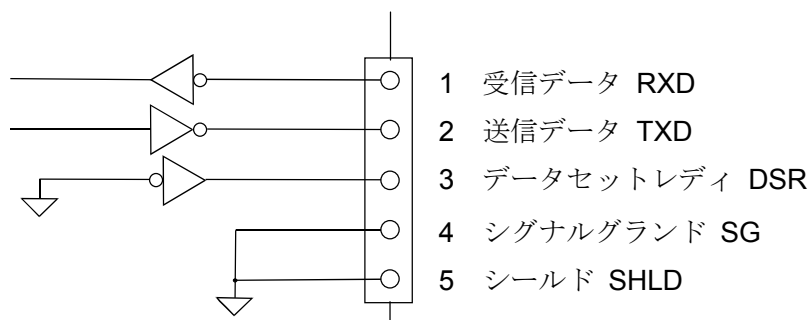 1 受信データ RXD
2 送信データ TXD
3 データセットレディ DSR
4 シグナルグランド SG
5 シールド SHLD